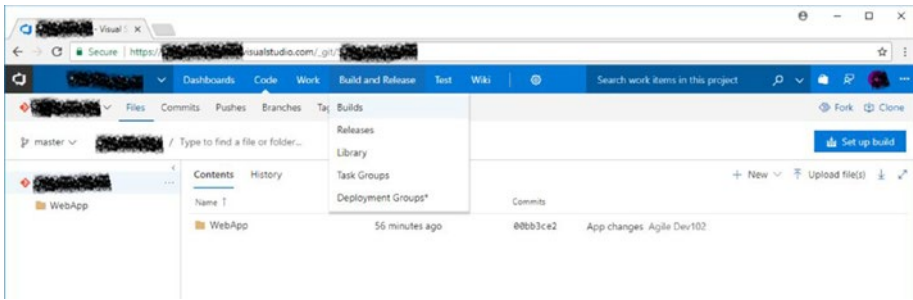 - Visual S
Secure https://
visualstudio.com/_git/
Dashboards Code Work Build and Release Test Wiki Search work items in this project
Files Commits Pushes Branches Tag Builds Fork Clone
Releases
master / Type to find a file or folder... Set up build
Library
Contents History Task Groups + New Upload file(s)
Name ↑ Deployment Groups* Commits
WebApp
WebApp 56 minutes ago 00bb3ce2 App changes Agile Dev102